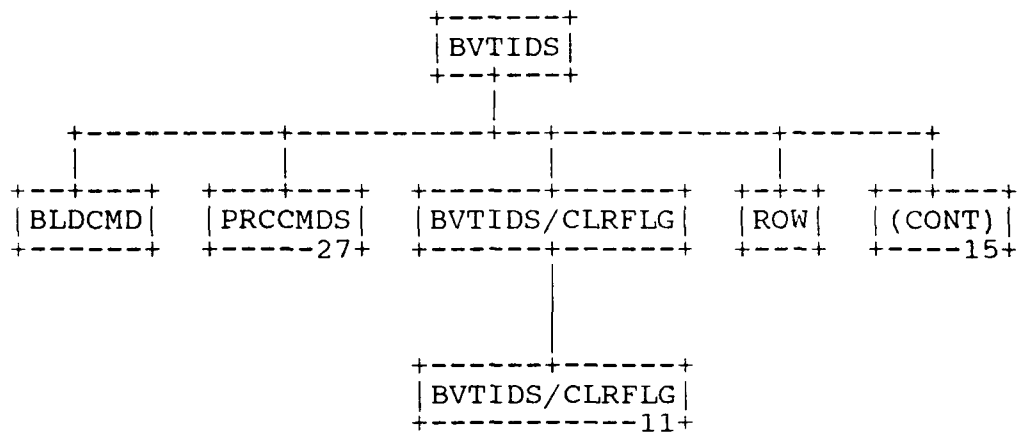 BVTIDS
BLDCMD PRCCMDS BVTIDS/CLRFLG ROW (CONT)
27 15
BVTIDS/CLRFLG
11